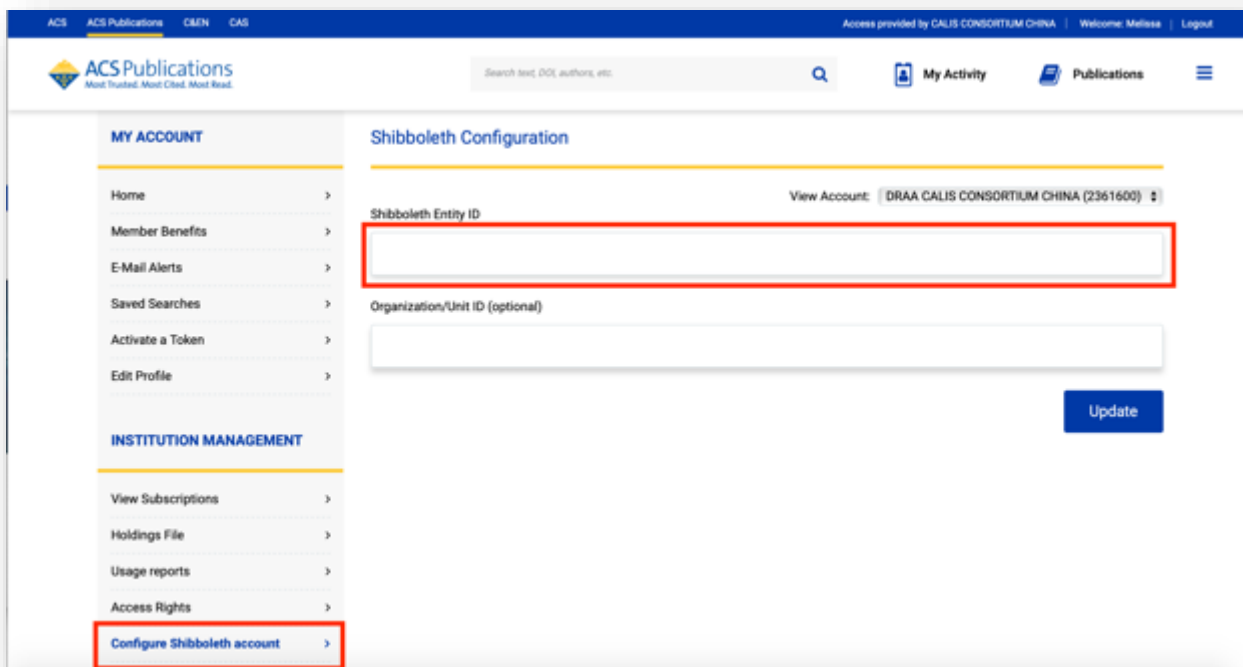 ACS ACS Publications C&EN CAS Access provided by CALIS CONSORTIUM CHINA | Welcome: Melissa | Logout
ACS Publications
Most Trusted. Most Cited. Most Read.
Search text, DOI, authors, etc.
My Activity
Publications
MY ACCOUNT
Home
Member Benefits
E-Mail Alerts
Saved Searches
Activate a Token
Edit Profile
INSTITUTION MANAGEMENT
View Subscriptions
Holdings File
Usage reports
Access Rights
Configure Shibboleth account
Shibboleth Configuration
View Account: DRAA CALIS CONSORTIUM CHINA (2361600)
Shibboleth Entity ID
Organization/Unit ID (optional)
Update